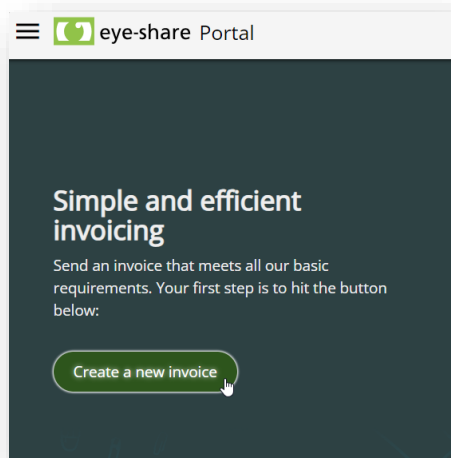 eye-share Portal
Simple and efficient
invoicing
Send an invoice that meets all our basic
requirements. Your first step is to hit the button
below:
Create a new invoice